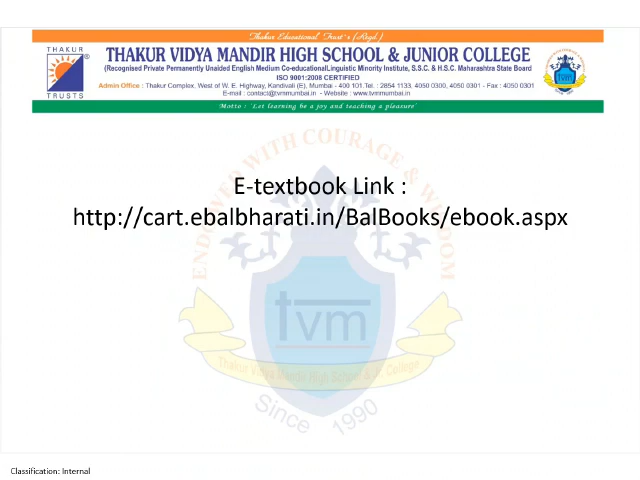 Thakur Educational Trust's (Regd.)
THAKUR
TRUSTS
®
THAKUR VIDYA MANDIR HIGH SCHOOL & JUNIOR COLLEGE
(Recognised Private Permanently Unaided English Medium Co-educationalLinguistic Minority Institute, S.S.C. & H.S.C. Maharashtra State Board
ISO 9001:2008 CERTIFIED
Admin Office : Thakur Complex, West of W. E. Highway, Kandivali (E), Mumbai - 400 101.Tel. : 2854 1133, 4050 0300, 4050 0301 - Fax : 4050 0301
E-mail : contact@tvmmumbai.in - Website : www.tvmmumbai.in
Motto : 'Let learning be a joy and teaching a pleasure'
E-textbook Link :
http://cart.ebalbharati.in/BalBooks/ebook.aspx
ENDOWED WITH COURAGE & WISDOM
tvm
Thakur Vidya Mandir High School & Jr. College
Since 1990
Classification: Internal